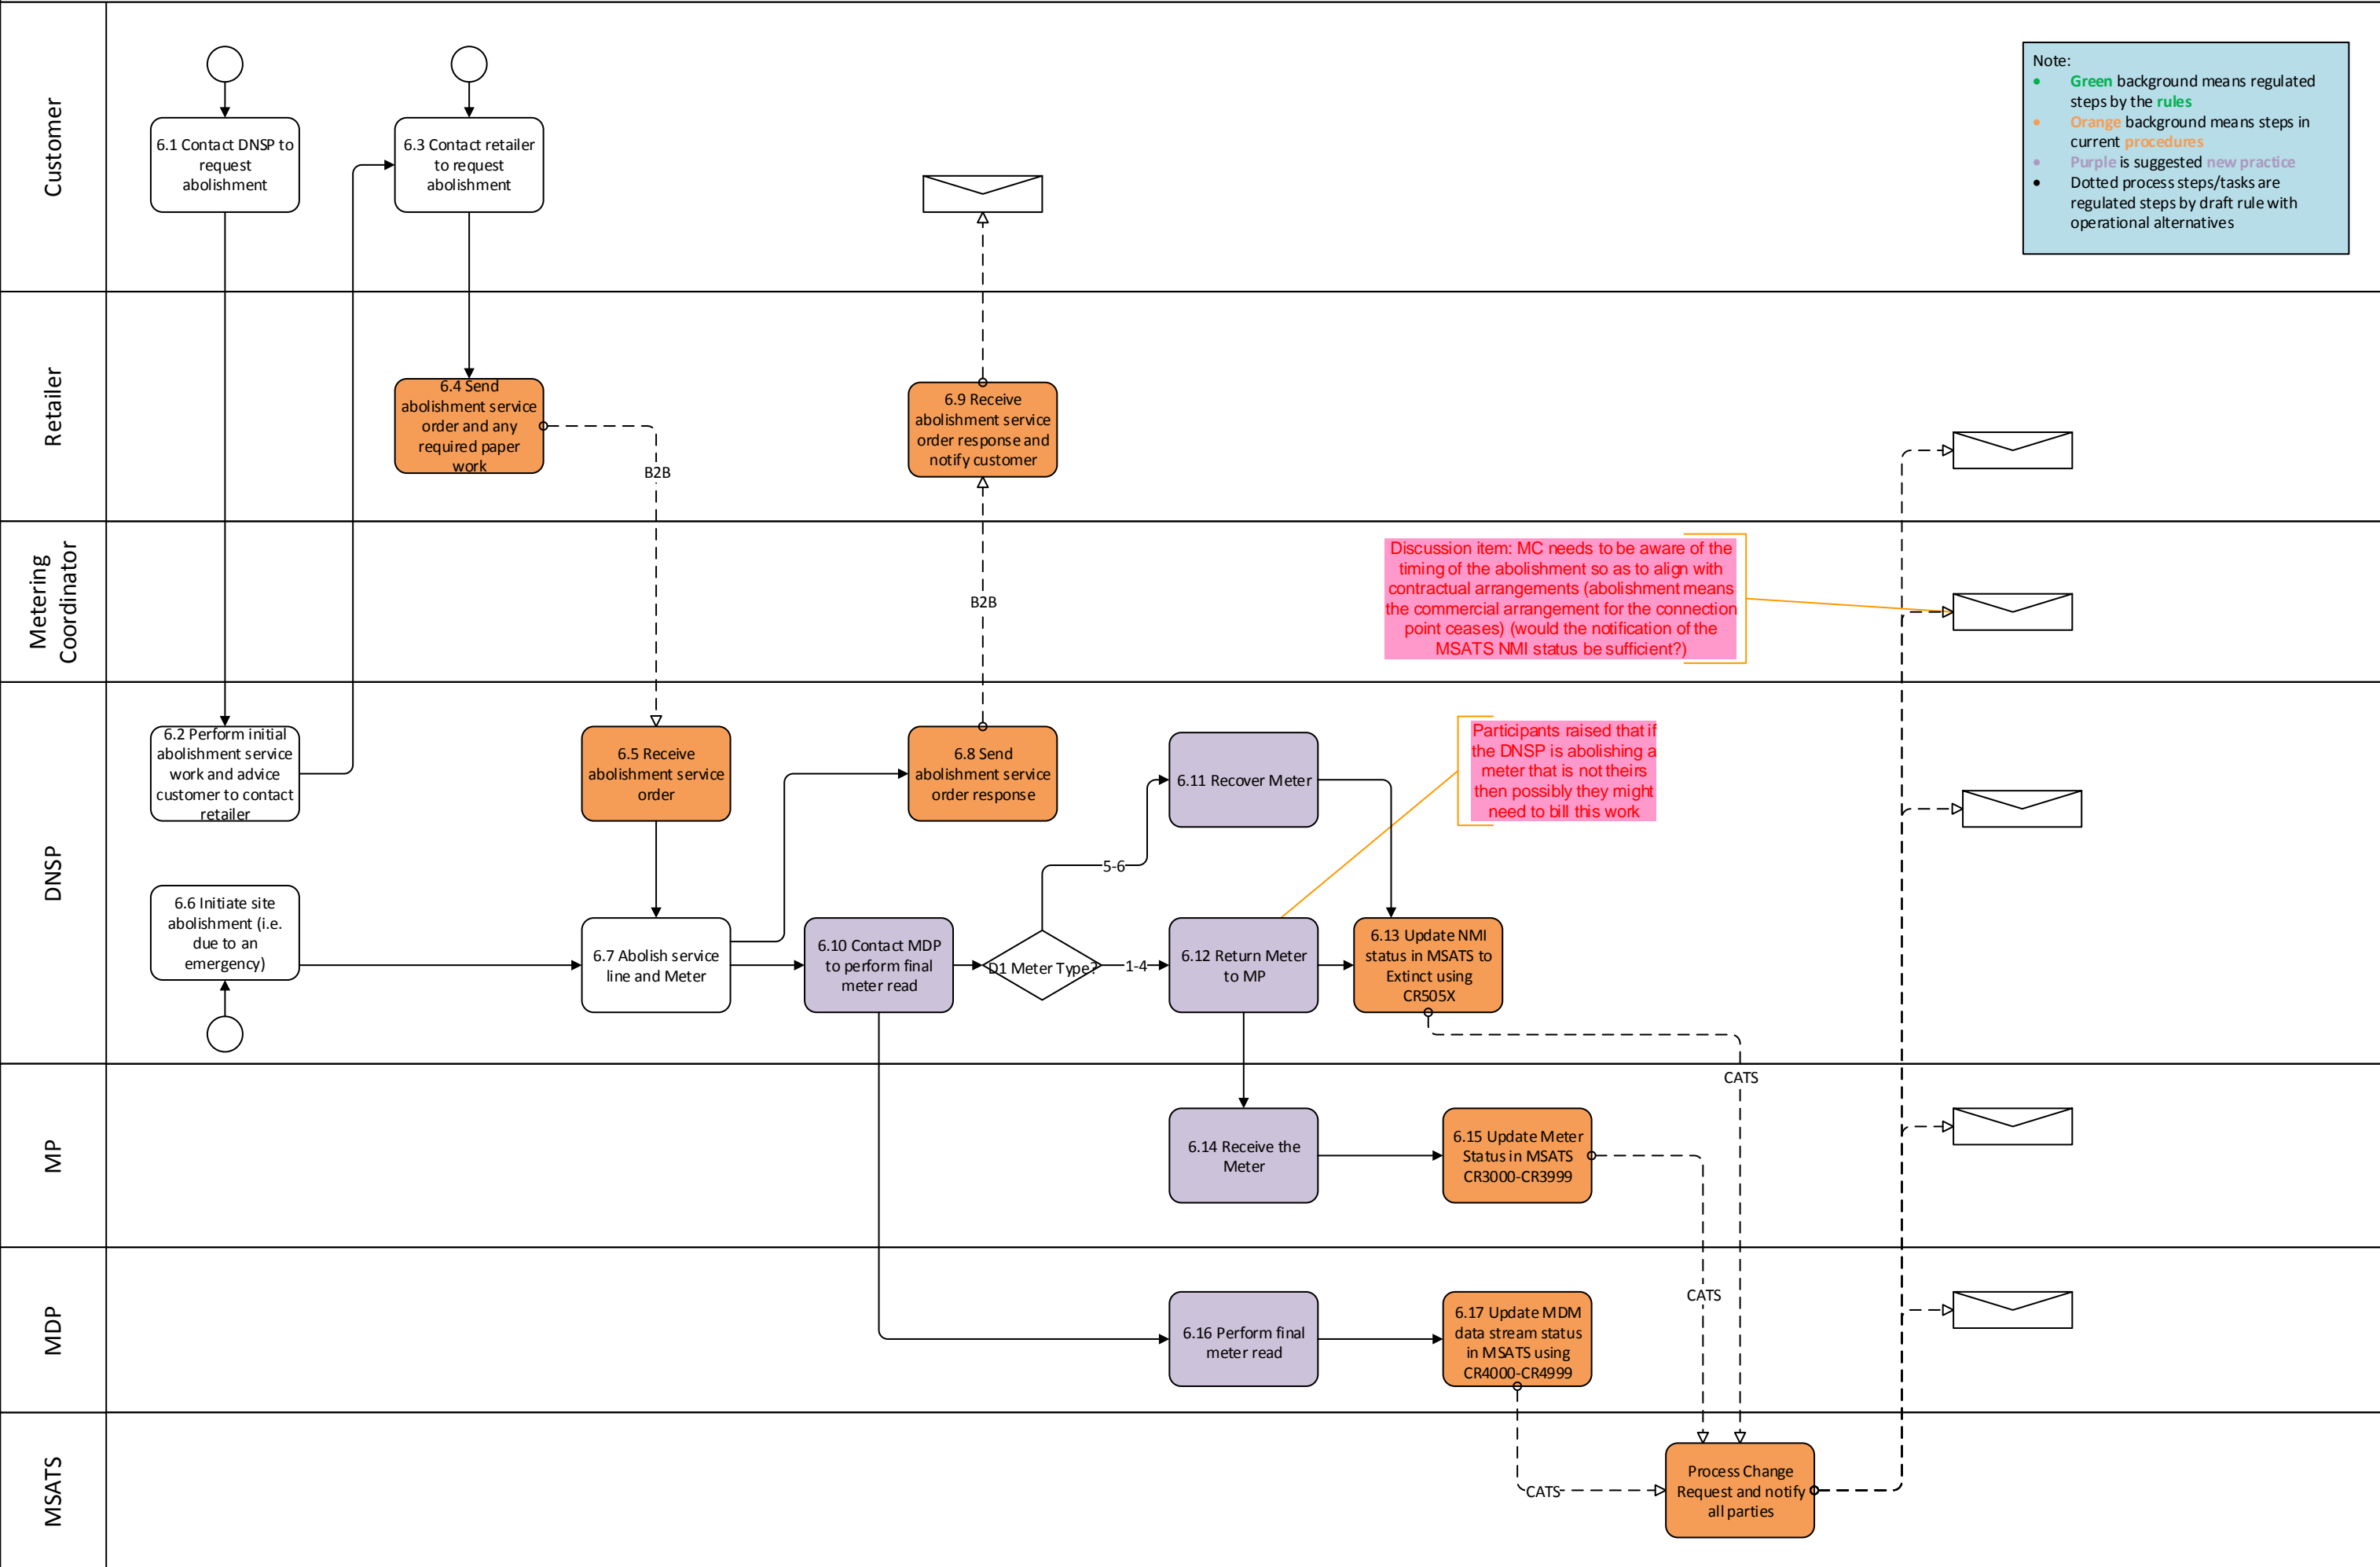 Customer
6.1 Contact DNSP to
request
abolishment
6.3 Contact retailer
to request
abolishment
Note:
• Green background means regulated
steps by the rules
• Orange background means steps in
current procedures
• Purple is suggested new practice
• Dotted process steps/tasks are
regulated steps by draft rule with
operational alternatives
Retailer
6.4 Send
abolishment service
order and any
required paper
work
B2B
6.9 Receive
abolishment service
order response and
notify customer
Metering
Coordinator
B2B
Discussion item: MC needs to be aware of the
timing of the abolishment so as to align with
contractual arrangements (abolishment means
the commercial arrangement for the connection
point ceases) (would the notification of the
MSATS NMI status be sufficient?)
DNSP
6.2 Perform initial
abolishment service
work and advice
customer to contact
retailer
6.5 Receive
abolishment service
order
6.8 Send
abolishment service
order response
6.11 Recover Meter
Participants raised that if
the DNSP is abolishing a
meter that is not theirs
then possibly they might
need to bill this work
5-6
6.6 Initiate site
abolishment (i.e.
due to an
emergency)
6.7 Abolish service
line and Meter
6.10 Contact MDP
to perform final
meter read
D1 Meter Type?
1-4
6.12 Return Meter
to MP
6.13 Update NMI
status in MSATS to
Extinct using
CR505X
MP
CATS
6.14 Receive the
Meter
6.15 Update Meter
Status in MSATS
CR3000-CR3999
MDP
CATS
6.16 Perform final
meter read
6.17 Update MDM
data stream status
in MSATS using
CR4000-CR4999
MSATS
CATS
Process Change
Request and notify
all parties